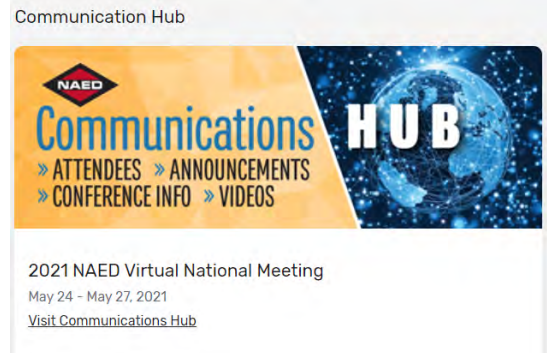 Communication Hub
NAED
Communications
» ATTENDEES » ANNOUNCEMENTS
» CONFERENCE INFO » VIDEOS
HUB
2021 NAED Virtual National Meeting
May 24 - May 27, 2021
Visit Communications Hub